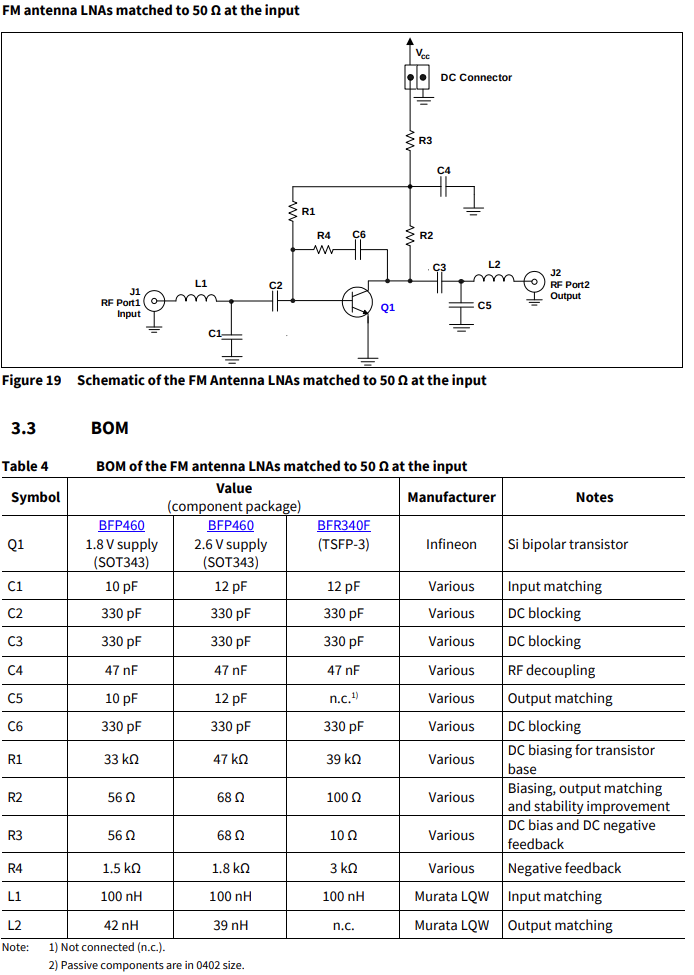 FM antenna LNAs matched to 50 Ω at the input
Vcc
DC Connector
R3
C4
R1
R4 C6
R2
C3 L2
J2
RF Port2
Output
L1
C2
J1
RF Port1
Input
Q1
C5
C1
Figure 19 Schematic of the FM Antenna LNAs matched to 50 Ω at the input
3.3 BOM
Table 4 BOM of the FM antenna LNAs matched to 50 Ω at the input
Symbol Value (component package) Manufacturer Notes
Q1 BFP460 1.8 V supply (SOT343) BFP460 2.6 V supply (SOT343) BFR340F (TSFP-3) Infineon Si bipolar transistor
C1 10 pF 12 pF 12 pF Various Input matching
C2 330 pF 330 pF 330 pF Various DC blocking
C3 330 pF 330 pF 330 pF Various DC blocking
C4 47 nF 47 nF 47 nF Various RF decoupling
C5 10 pF 12 pF n.c.1) Various Output matching
C6 330 pF 330 pF 330 pF Various DC blocking
R1 33 kΩ 47 kΩ 39 kΩ Various DC biasing for transistor base
R2 56 Ω 68 Ω 100 Ω Various Biasing, output matching and stability improvement
R3 56 Ω 68 Ω 10 Ω Various DC bias and DC negative feedback
R4 1.5 kΩ 1.8 kΩ 3 kΩ Various Negative feedback
L1 100 nH 100 nH 100 nH Murata LQW Input matching
L2 42 nH 39 nH n.c. Murata LQW Output matching
Note: 1) Not connected (n.c.).
2) Passive components are in 0402 size.